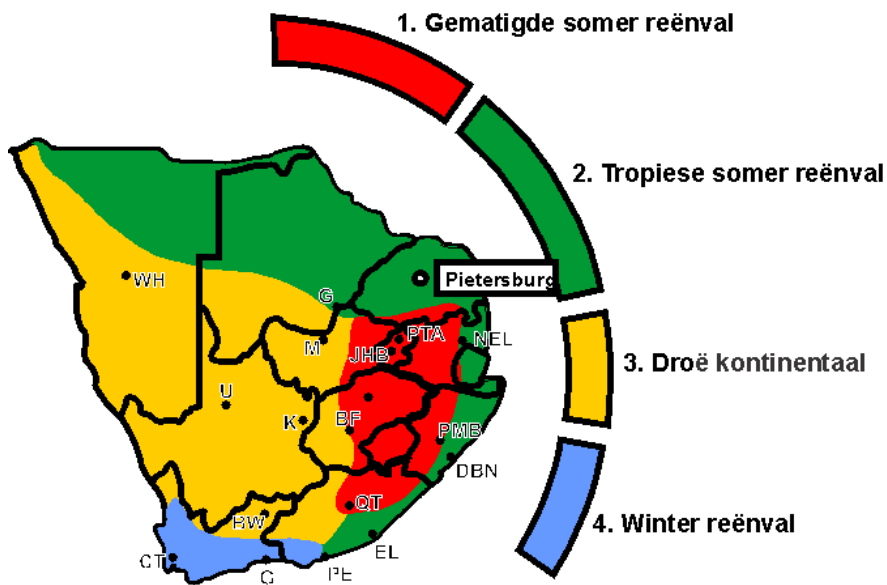 1. Gematigde somer reënval
2. Tropiese somer reënval
Pietersburg
WH
G
PTA
NEL
M
JHB
3. Droë kontinentaal
U
K
BF
PMB
DBN
QT
BW
4. Winter reënval
EL
CT
G
PE